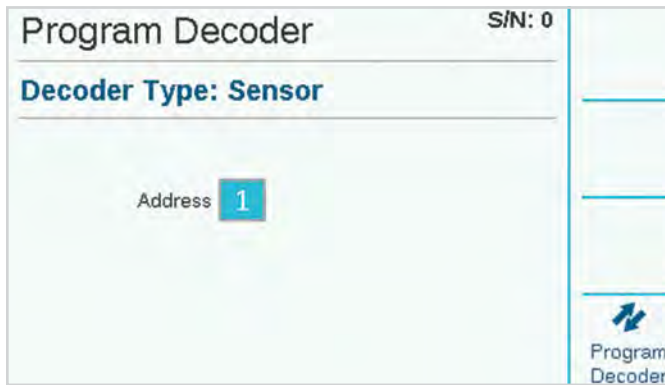 Program Decoder S/N: 0
Decoder Type: Sensor
Address 1
Program
Decoder